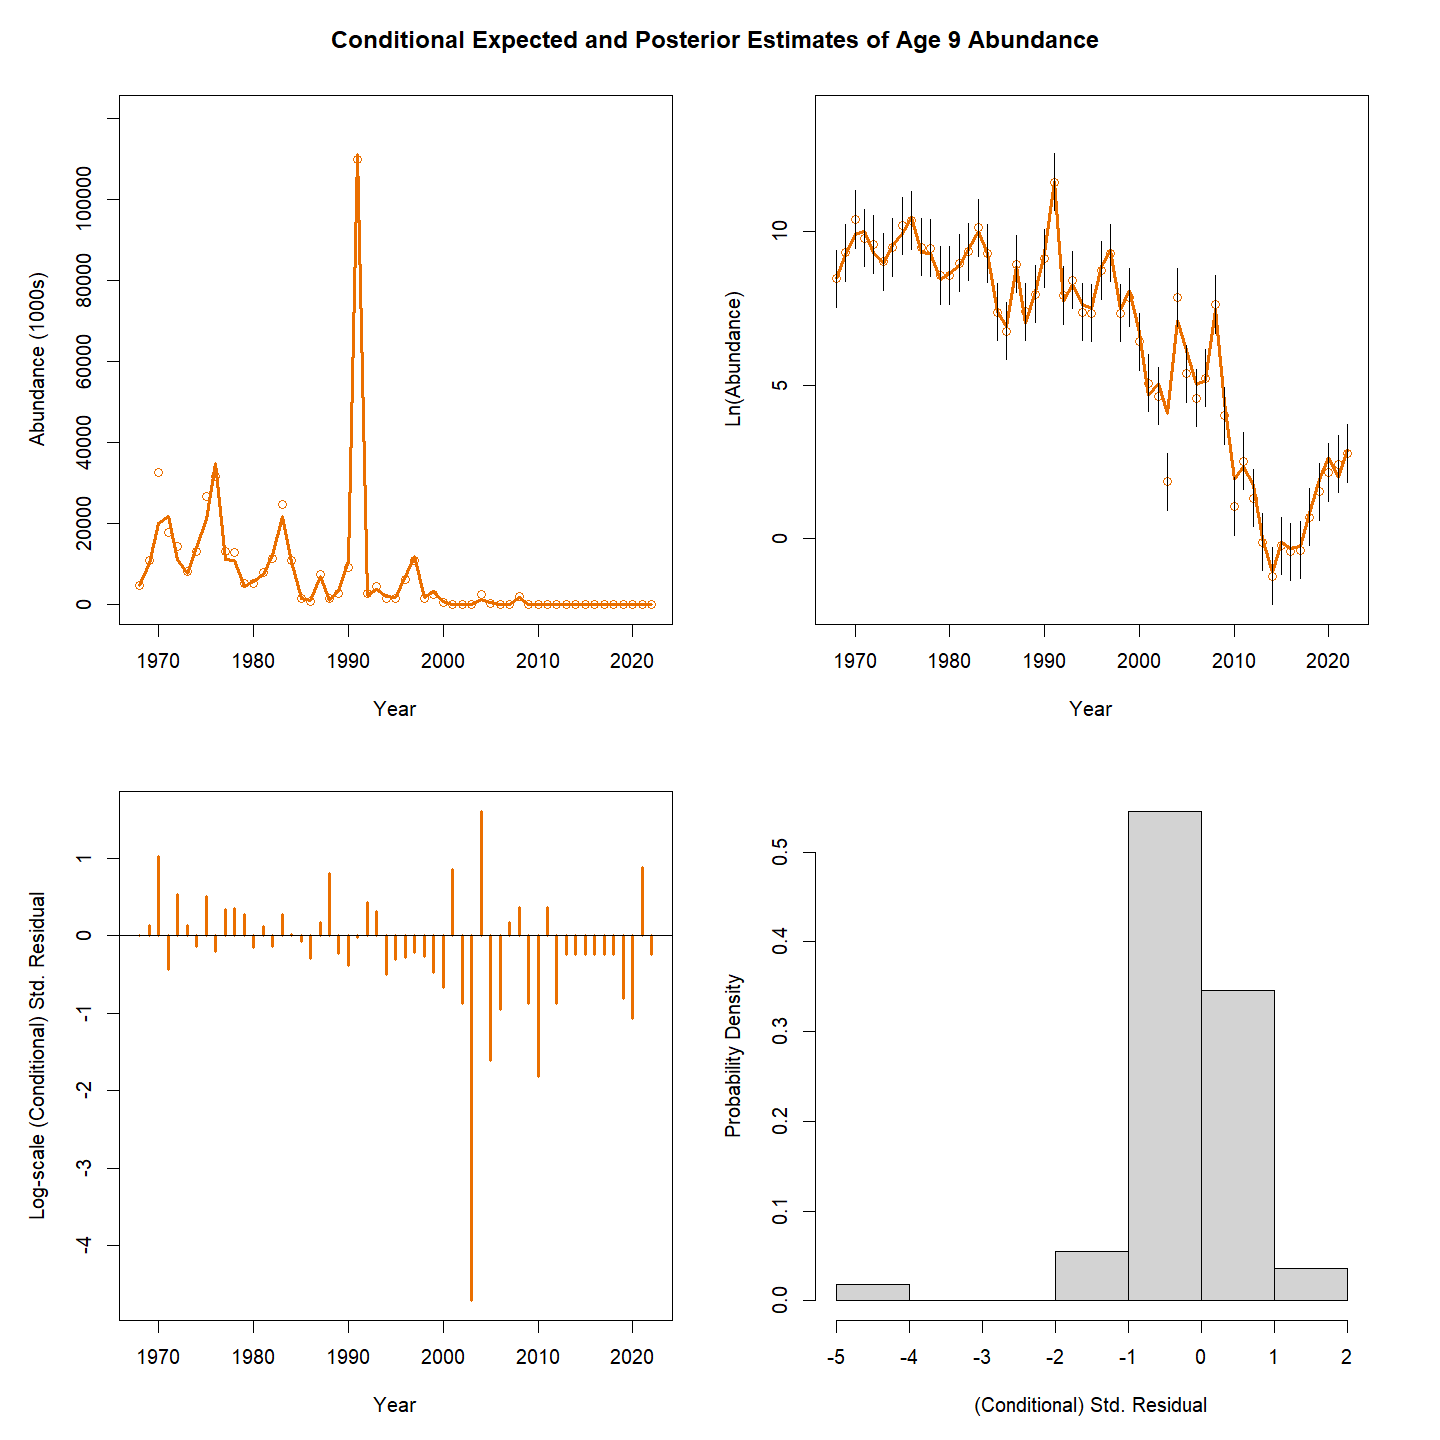 Conditional Expected and Posterior Estimates of Age 9 Abundance
Abundance (1000s)
0
20000
40000
60000
80000
100000
1970 1980 1990 2000 2010 2020
Year
Ln(Abundance)
0
5
10
1970 1980 1990 2000 2010 2020
Year
Log-scale (Conditional) Std. Residual
-4
-3
-2
-1
0
1
1970 1980 1990 2000 2010 2020
Year
Probability Density
0.0
0.1
0.2
0.3
0.4
0.5
-5 -4 -3 -2 -1 0 1 2
(Conditional) Std. Residual